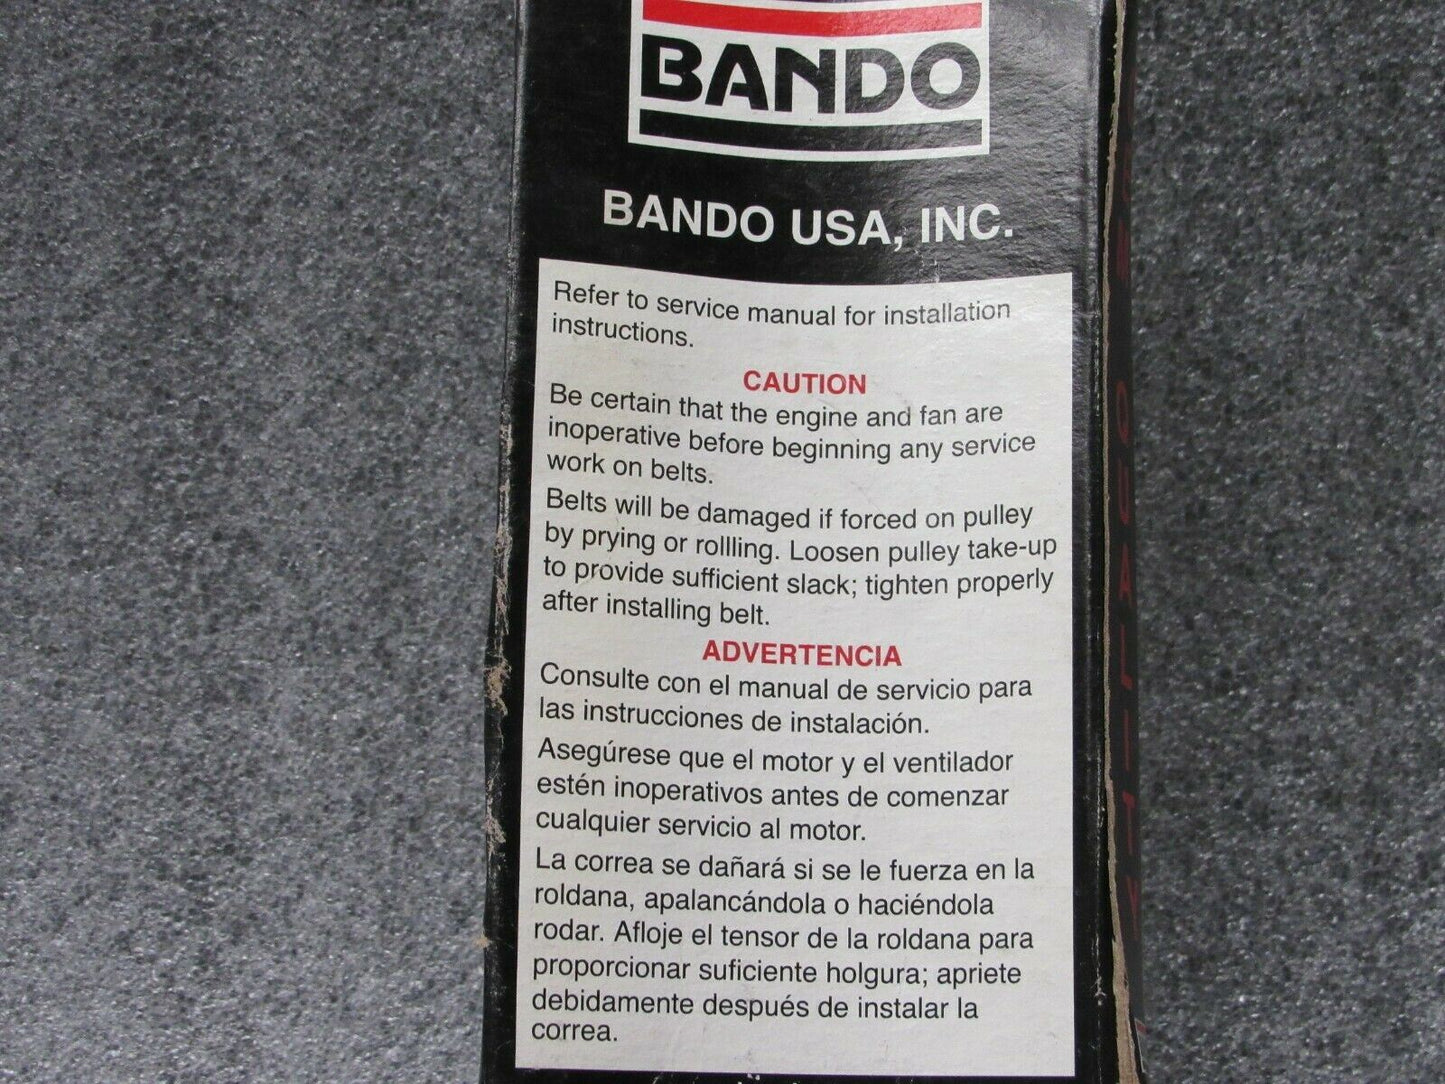 BANDO
BANDO USA, INC.
Refer to service manual for installation
instructions.
CAUTION
Be certain that the engine and fan are
inoperative before beginning any service
work on belts.
Belts will be damaged if forced on pulley
by prying or rollling. Loosen pulley take-up
to provide sufficient slack; tighten properly
after installing belt.
ADVERTENCIA
Consulte con el manual de servicio para
las instrucciones de instalación.
Asegúrese que el motor y el ventilador
estén inoperativos antes de comenzar
cualquier servicio al motor.
La correa se dañará si se le fuerza en la
roldana, apalancándola o haciéndola
rodar. Afloje el tensor de la roldana para
proporcionar suficiente holgura; apriete
debidamente después de instalar la
correa.
QUALITY